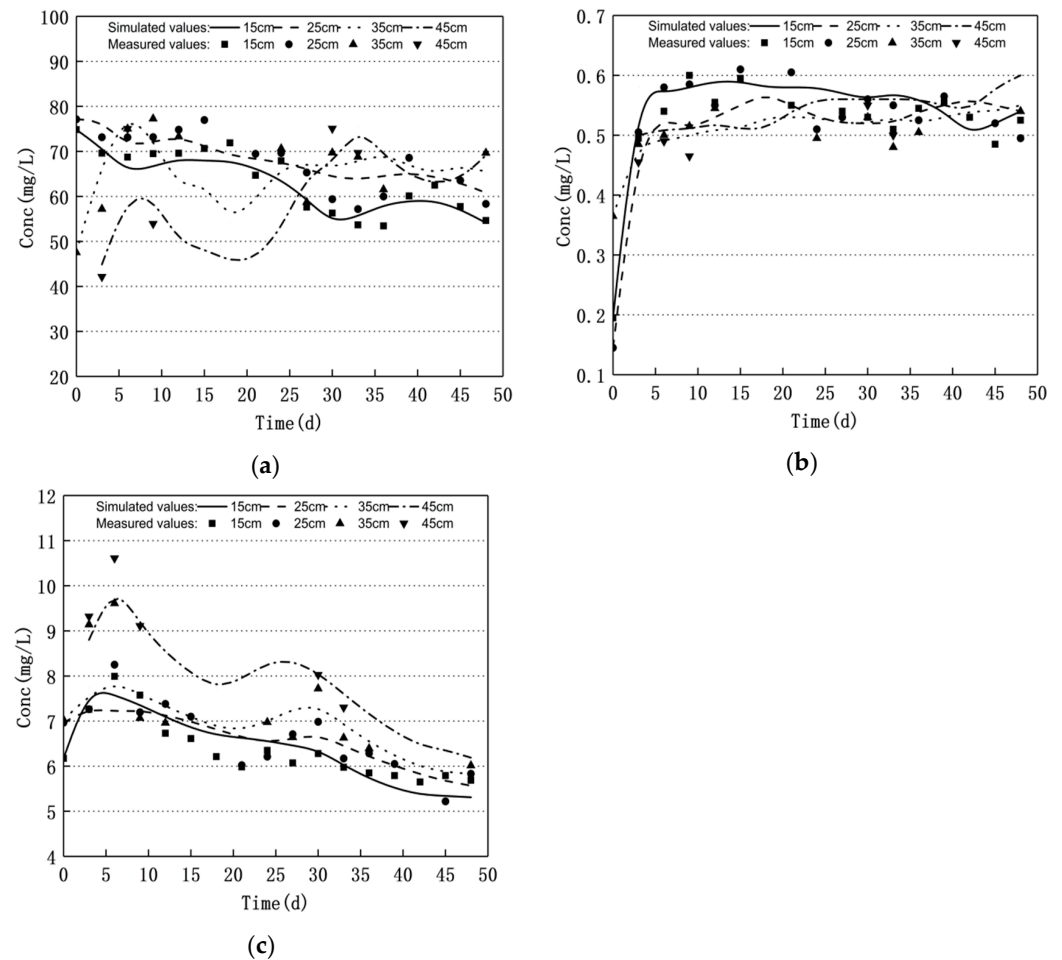 Simulated values: 15cm 25cm 35cm 45cm
Measured values: 15cm 25cm 35cm 45cm
100
90
80
70
60
50
40
30
20
Conc(mg/L)
0 5 10 15 20 25 30 35 40 45 50
Time(d)
(a)
Simulated values: 15cm 25cm 35cm 45cm
Measured values: 15cm 25cm 35cm 45cm
0.7
0.6
0.5
0.4
0.3
0.2
0.1
Conc(mg/L)
0 5 10 15 20 25 30 35 40 45 50
Time(d)
(b)
Simulated values: 15cm 25cm 35cm 45cm
Measured values: 15cm 25cm 35cm 45cm
12
11
10
9
8
7
6
5
4
Conc(mg/L)
0 5 10 15 20 25 30 35 40 45 50
Time(d)
(c)